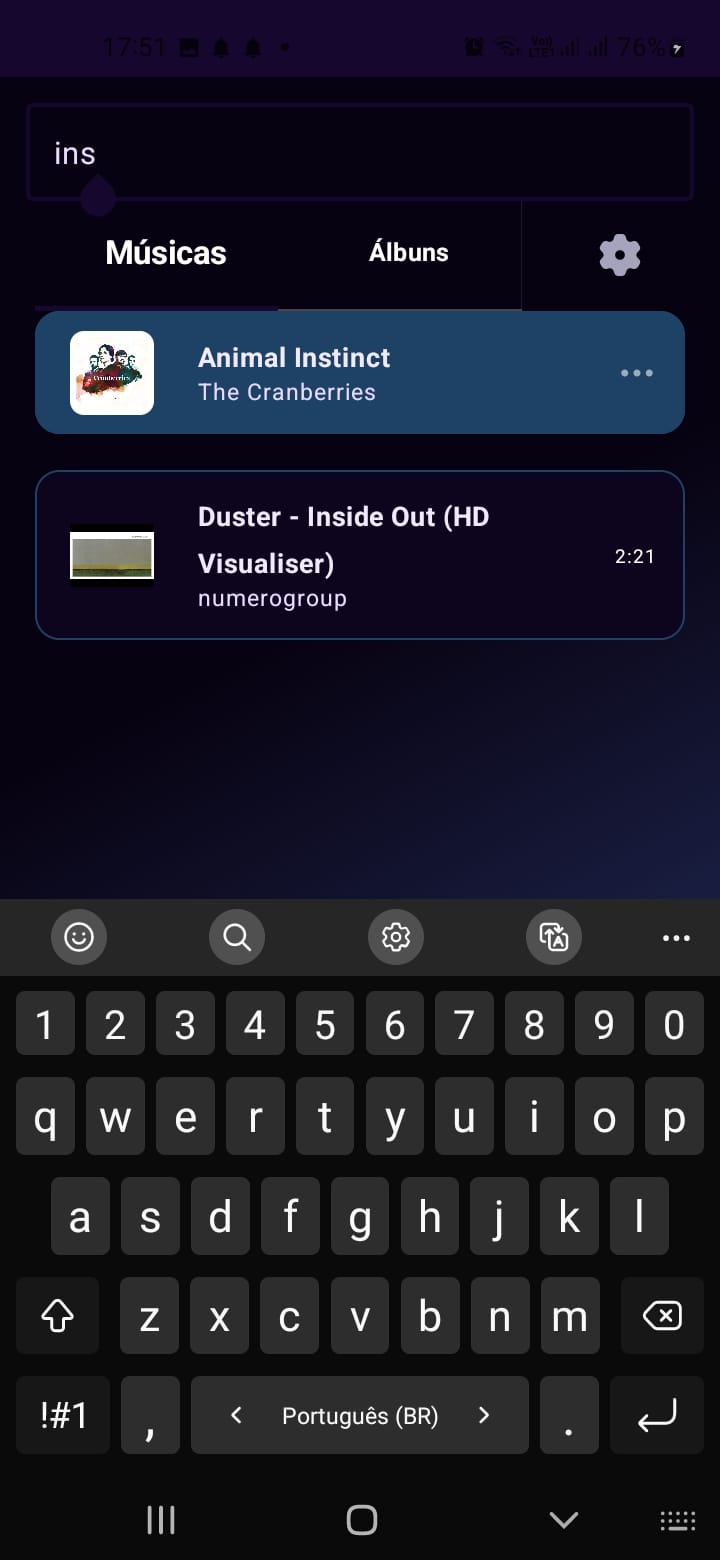 17:51 76%
ins
Músicas Álbuns
Animal Instinct
The Cranberries
Duster - Inside Out (HD
Visualiser)
2:21
numerogroup
1 2 3 4 5 6 7 8 9 0
q w e r t y u i o p
a s d f g h j k l
z x c v b n m
!#1 , Português (BR) .